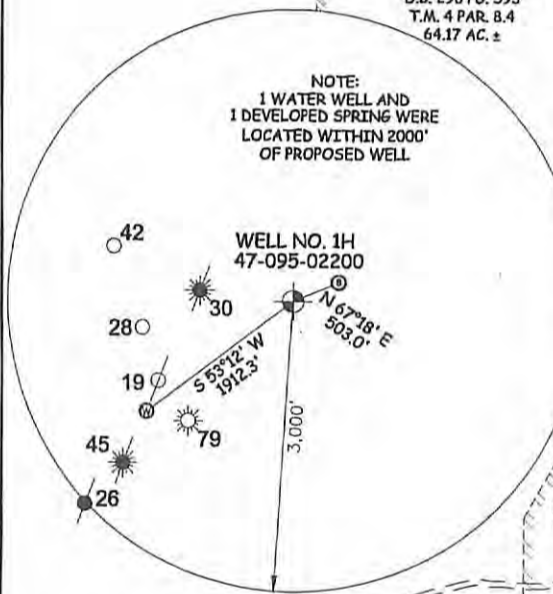 T.M. 4 PAR. 8.4
64.17 AC. ±
NOTE:
1 WATER WELL AND
1 DEVELOPED SPRING WERE
LOCATED WITHIN 2000'
OF PROPOSED WELL
42
WELL NO. 1H
47-095-02200
30
N 67°18' E
503.0'
28
S 53°12' W
1912.3'
19
W
79
3,000'
45
26